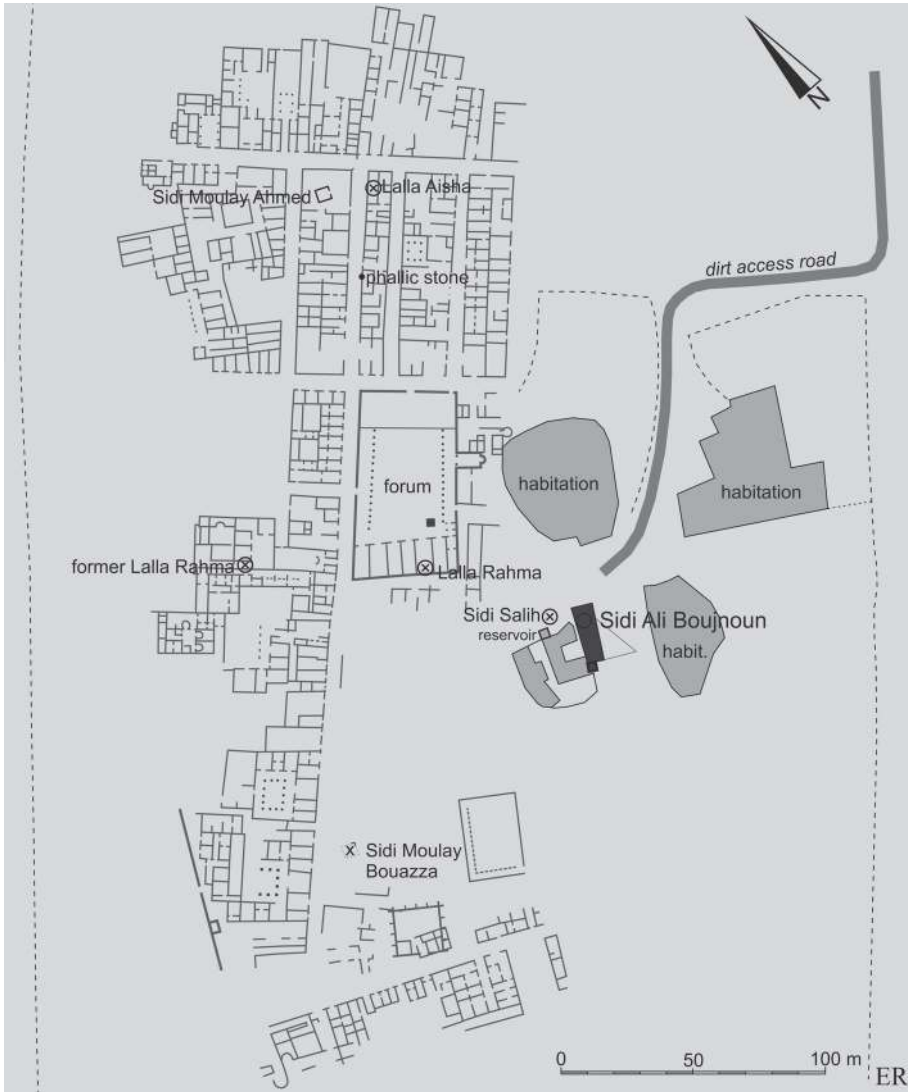 N
Sidi Moulay Ahmed
Lalla Aisha
phallic stone
dirt access road
forum
habitation
habitation
former Lalla Rahma
Lalla Rahma
Sidi Salih
reservoir
Sidi Ali Boujnoun
habit.
Sidi Moulay
Bouazza
0 50 100 m
ER